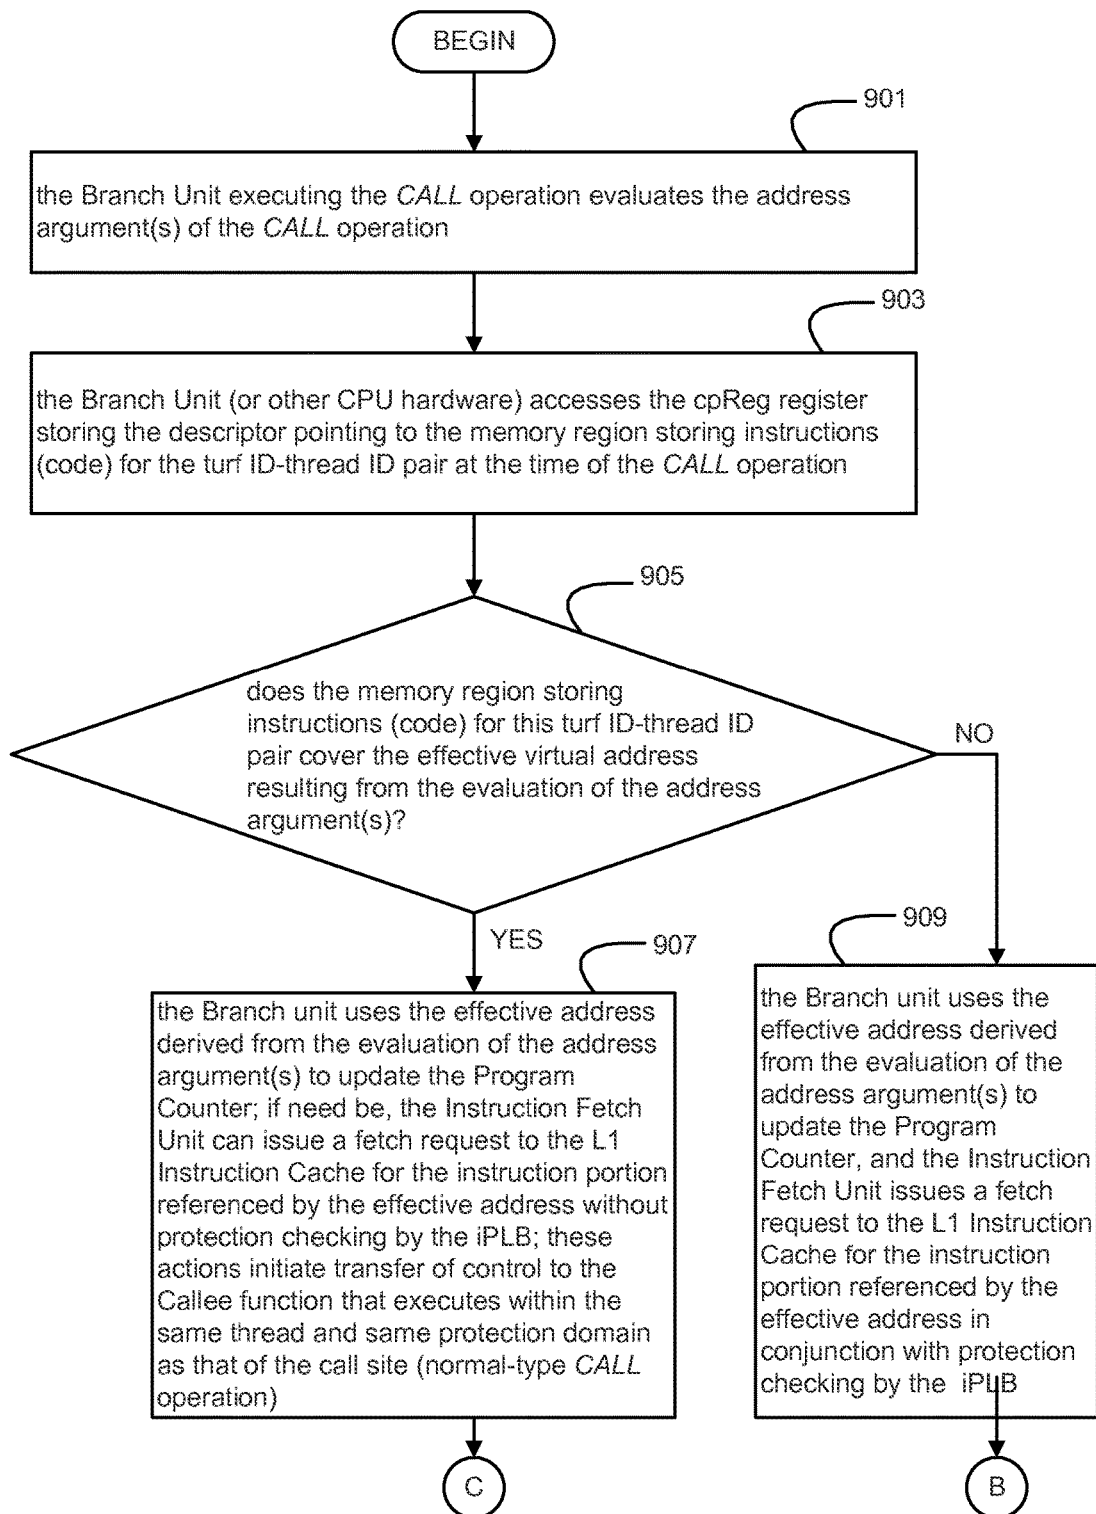 BEGIN
901
the Branch Unit executing the CALL operation evaluates the address
argument(s) of the CALL operation
903
the Branch Unit (or other CPU hardware) accesses the cpReg register
storing the descriptor pointing to the memory region storing instructions
(code) for the turf ID-thread ID pair at the time of the CALL operation
905
does the memory region storing
instructions (code) for this turf ID-thread ID
pair cover the effective virtual address
resulting from the evaluation of the address
argument(s)?
NO
YES
907
the Branch unit uses the effective address
derived from the evaluation of the address
argument(s) to update the Program
Counter; if need be, the Instruction Fetch
Unit can issue a fetch request to the L1
Instruction Cache for the instruction portion
referenced by the effective address without
protection checking by the iPLB; these
actions initiate transfer of control to the
Callee function that executes within the
same thread and same protection domain
as that of the call site (normal-type CALL
operation)
909
the Branch unit uses the
effective address derived
from the evaluation of the
address argument(s) to
update the Program
Counter, and the Instruction
Fetch Unit issues a fetch
request to the L1 Instruction
Cache for the instruction
portion referenced by the
effective address in
conjunction with protection
checking by the iPLB
C
B